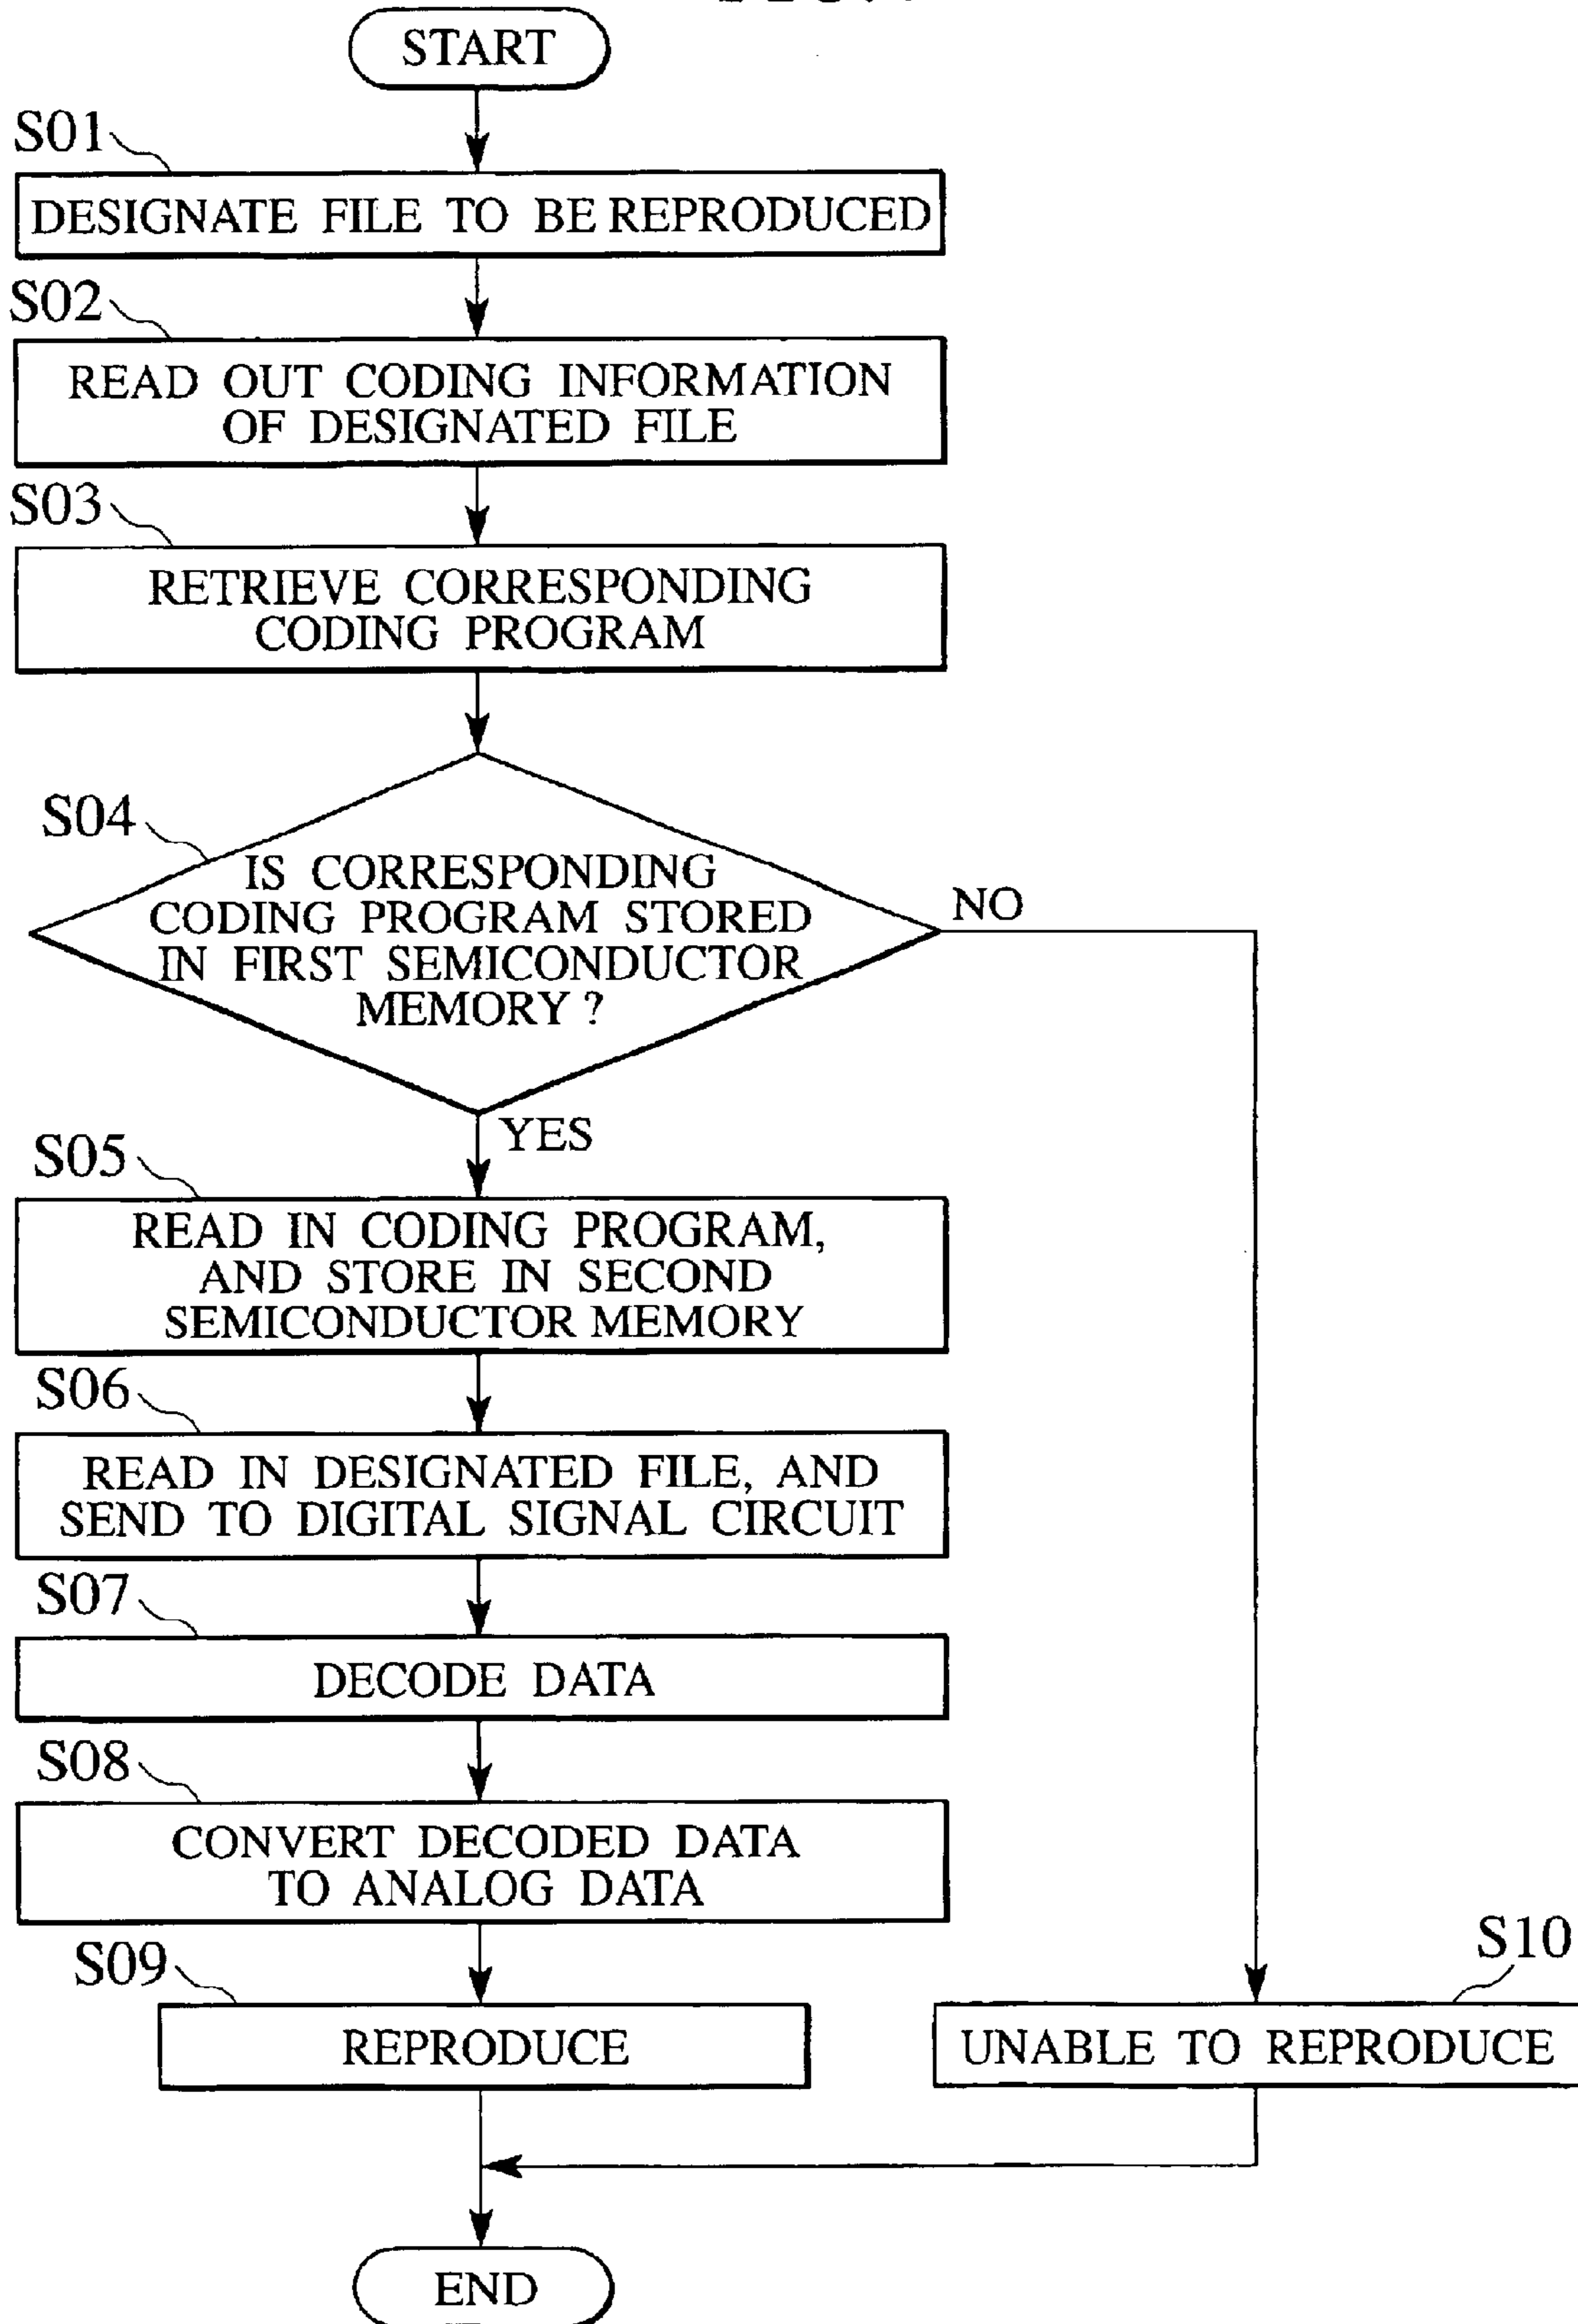 START
S01
DESIGNATE FILE TO BE REPRODUCED
S02
READ OUT CODING INFORMATION
OF DESIGNATED FILE
S03
RETRIEVE CORRESPONDING
CODING PROGRAM
S04
IS CORRESPONDING
CODING PROGRAM STORED
IN FIRST SEMICONDUCTOR
MEMORY ?
NO
YES
S05
READ IN CODING PROGRAM,
AND STORE IN SECOND
SEMICONDUCTOR MEMORY
S06
READ IN DESIGNATED FILE, AND
SEND TO DIGITAL SIGNAL CIRCUIT
S07
DECODE DATA
S08
CONVERT DECODED DATA
TO ANALOG DATA
S09
REPRODUCE
S10
UNABLE TO REPRODUCE
END